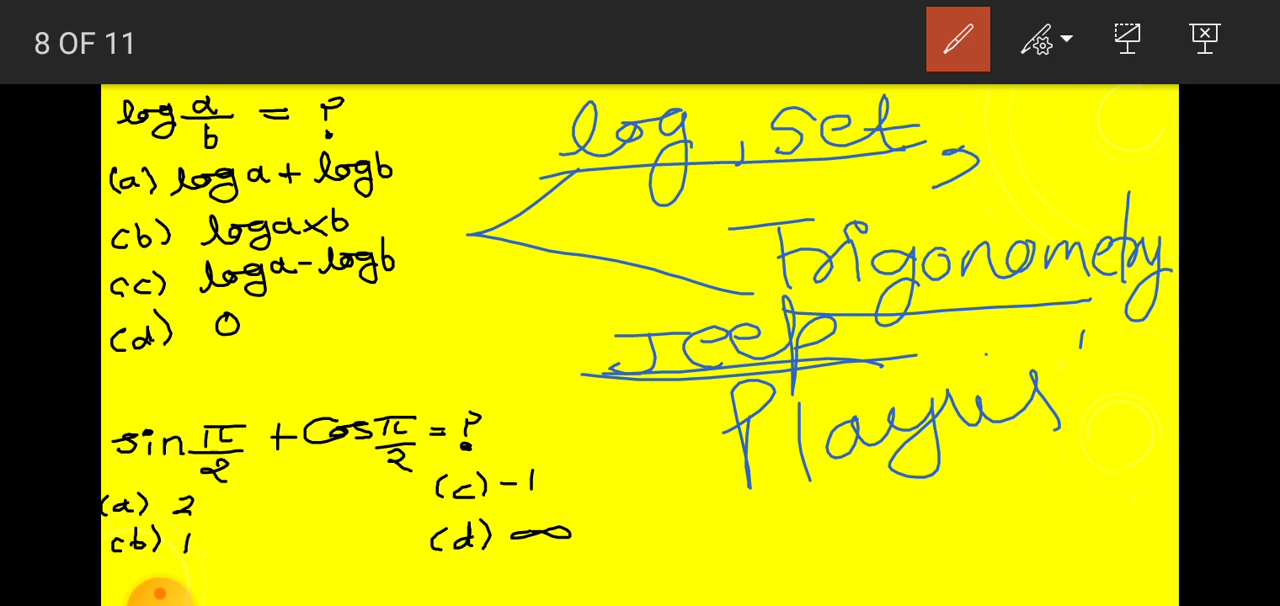 8 OF 11
log a/b = ?
(a) log a + log b
(b) log a x b
(c) log a - log b
(d) 0
sin π/2 + Cos π/2 = ?
(a) 2
(b) 1
(c) -1
(d) ∞
log, set,
Trigonometry
Jeep